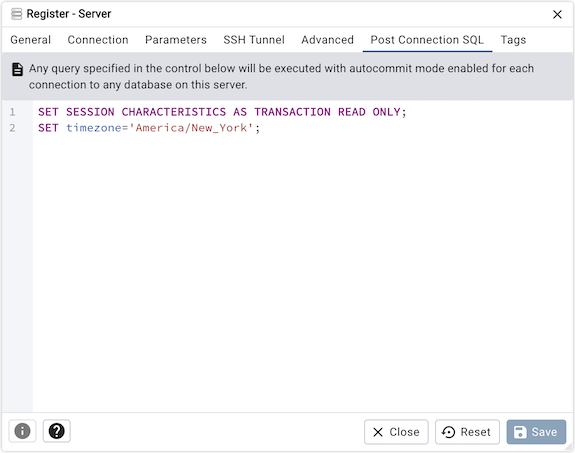 Register - Server
General Connection Parameters SSH Tunnel Advanced Post Connection SQL Tags
Any query specified in the control below will be executed with autocommit mode enabled for each
connection to any database on this server.
1 SET SESSION CHARACTERISTICS AS TRANSACTION READ ONLY;
2 SET timezone='America/New_York';
Close Reset Save